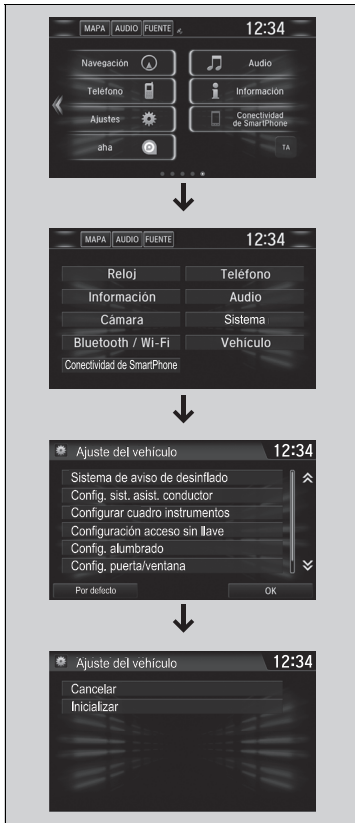 MAPA AUDIO FUENTE 12:34
Navegación Audio
Teléfono Información
Ajustes Conectividad
de SmartPhone
aha TA
MAPA AUDIO FUENTE 12:34
Reloj Teléfono
Información Audio
Cámara Sistema
Bluetooth / Wi-Fi Vehículo
Conectividad de SmartPhone
Ajuste del vehículo 12:34
Sistema de aviso de desinflado
Config. sist. asist. conductor
Configurar cuadro instrumentos
Configuración acceso sin llave
Config. alumbrado
Config. puerta/ventana
Por defecto OK
Ajuste del vehículo 12:34
Cancelar
Inicializar